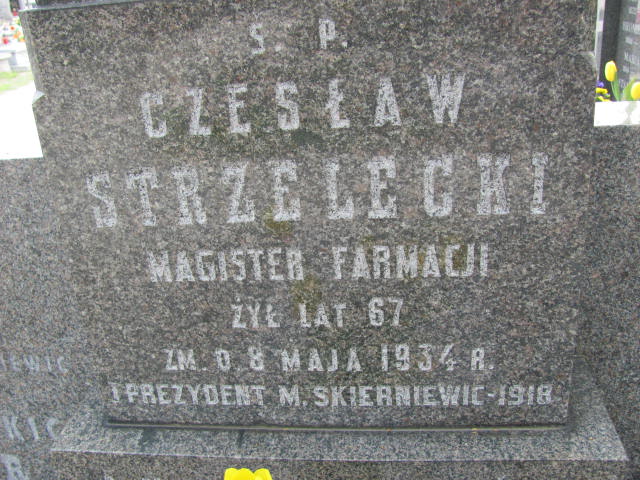 Ś. P.
CZESŁAW
STRZELECKI
MAGISTER FARMACJI
ŻYŁ LAT 67
ZM. D. 8 MAJA 1934 R.
I PREZYDENT M. SKIERNIEWIC-1918